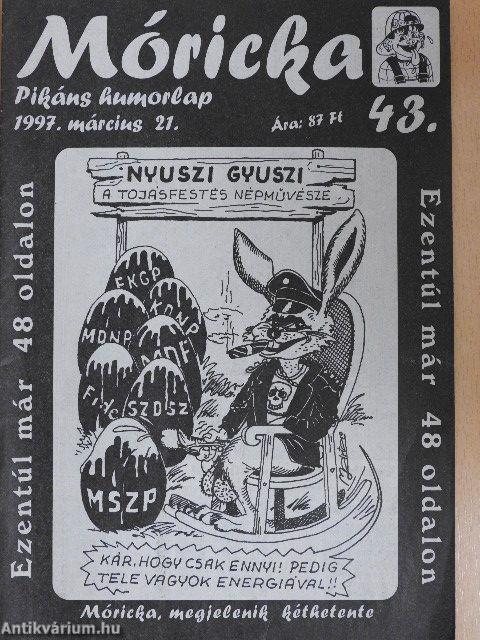 Móricka
Pikáns humorlap
1997. március 21.
Ára: 87 Ft
43.
Ezentúl már 48 oldalon
NYUSZI GYUSZI
A TOJÁSFESTÉS NÉPMŰVÉSZE
FKGP
KDNP
MDNP
MDF
SZDSZ
MSZP
KÁR, HOGY CSAK ENNYI! PEDIG
TELE VAGYOK ENERGIÁVAL!!
Ezentúl már 48 oldalon
Móricka, megjelenik kéthetente
Antikvárium.hu